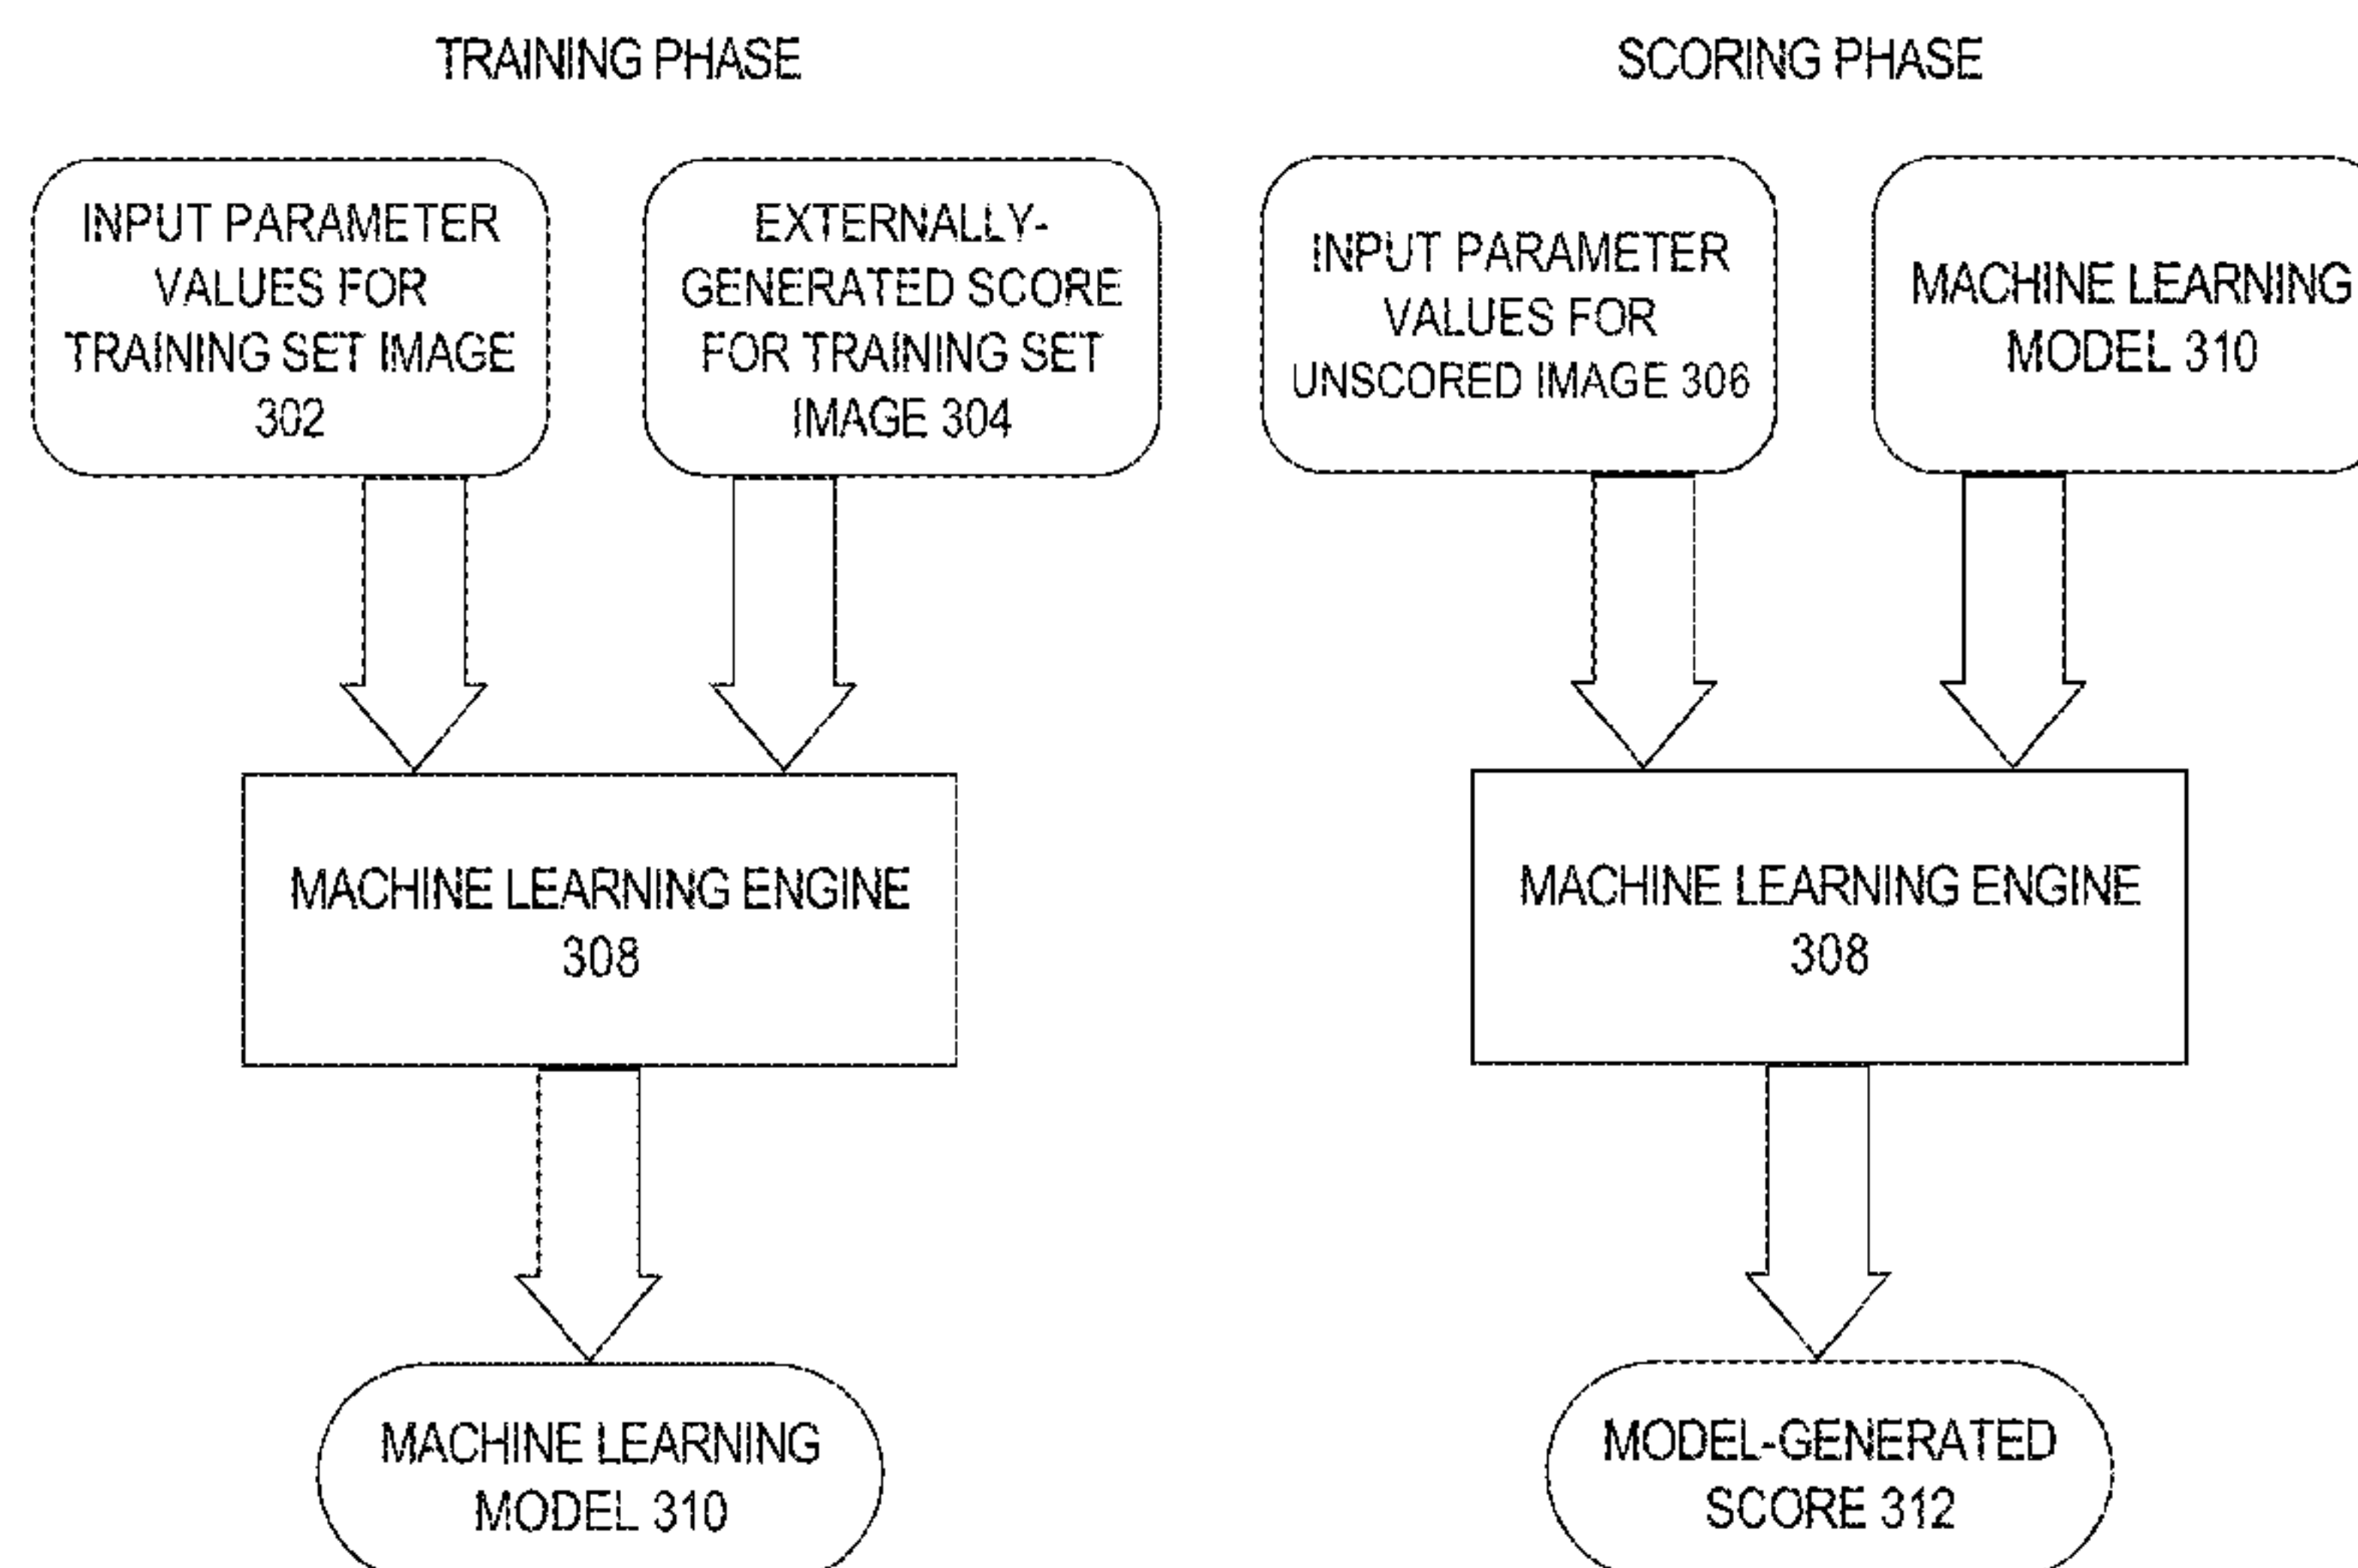 TRAINING PHASE
INPUT PARAMETER
VALUES FOR
TRAINING SET IMAGE
302
EXTERNALLY-
GENERATED SCORE
FOR TRAINING SET
IMAGE 304
MACHINE LEARNING ENGINE
308
MACHINE LEARNING
MODEL 310
SCORING PHASE
INPUT PARAMETER
VALUES FOR
UNSCORED IMAGE 306
MACHINE LEARNING
MODEL 310
MACHINE LEARNING ENGINE
308
MODEL-GENERATED
SCORE 312